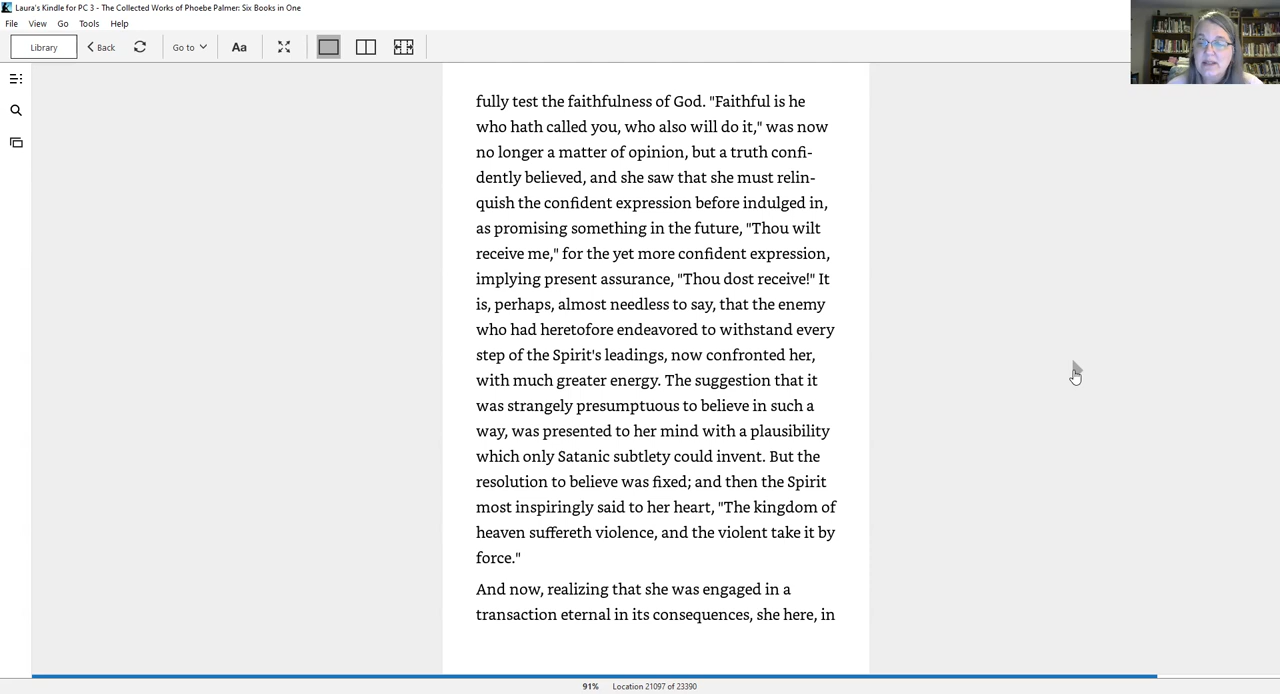 Laura's Kindle for PC 3 - The Collected Works of Phoebe Palmer: Six Books in One
File View Go Tools Help
Library Back Go to Aa
fully test the faithfulness of God. "Faithful is he
who hath called you, who also will do it," was now
no longer a matter of opinion, but a truth confi-
dently believed, and she saw that she must relin-
quish the confident expression before indulged in,
as promising something in the future, "Thou wilt
receive me," for the yet more confident expression,
implying present assurance, "Thou dost receive!" It
is, perhaps, almost needless to say, that the enemy
who had heretofore endeavored to withstand every
step of the Spirit's leadings, now confronted her,
with much greater energy. The suggestion that it
was strangely presumptuous to believe in such a
way, was presented to her mind with a plausibility
which only Satanic subtlety could invent. But the
resolution to believe was fixed; and then the Spirit
most inspiringly said to her heart, "The kingdom of
heaven suffereth violence, and the violent take it by
force."
And now, realizing that she was engaged in a
transaction eternal in its consequences, she here, in
91% Location 21097 of 23390